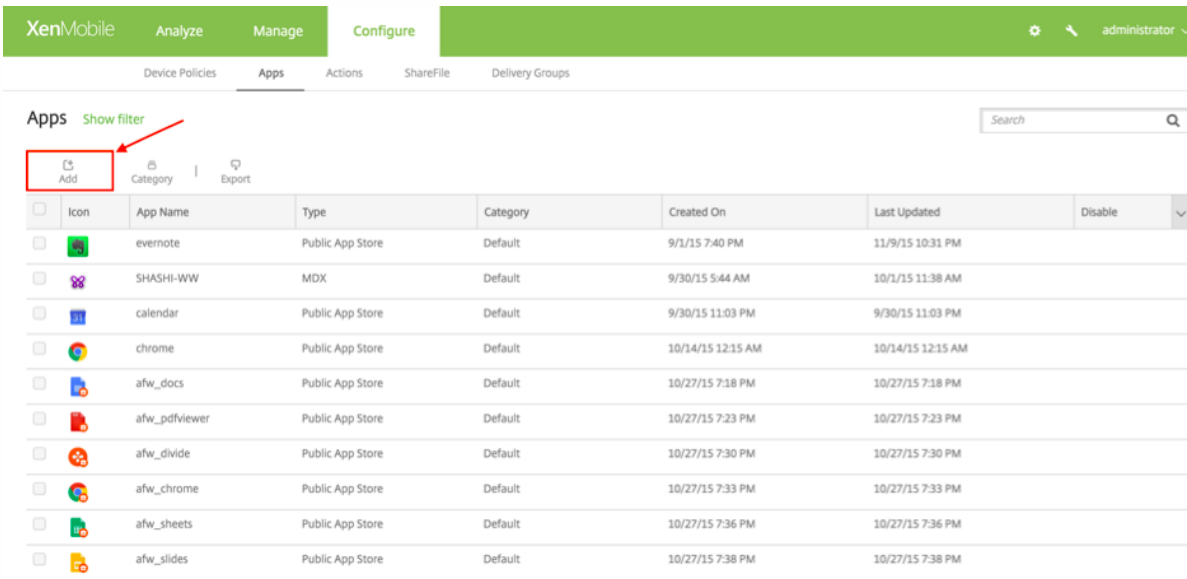 XenMobile Analyze Manage Configure administrator
Device Policies Apps Actions ShareFile Delivery Groups
Apps Show filter Search
Add Category | Export
Icon App Name Type Category Created On Last Updated Disable
evernote Public App Store Default 9/1/15 7:40 PM 11/9/15 10:31 PM
SHASHI-WW MDX Default 9/30/15 5:44 AM 10/1/15 11:38 AM
31 calendar Public App Store Default 9/30/15 11:03 PM 9/30/15 11:03 PM
chrome Public App Store Default 10/14/15 12:15 AM 10/14/15 12:15 AM
afw_docs Public App Store Default 10/27/15 7:18 PM 10/27/15 7:18 PM
afw_pdfviewer Public App Store Default 10/27/15 7:23 PM 10/27/15 7:23 PM
afw_divide Public App Store Default 10/27/15 7:30 PM 10/27/15 7:30 PM
afw_chrome Public App Store Default 10/27/15 7:33 PM 10/27/15 7:33 PM
afw_sheets Public App Store Default 10/27/15 7:36 PM 10/27/15 7:36 PM
afw_slides Public App Store Default 10/27/15 7:38 PM 10/27/15 7:38 PM